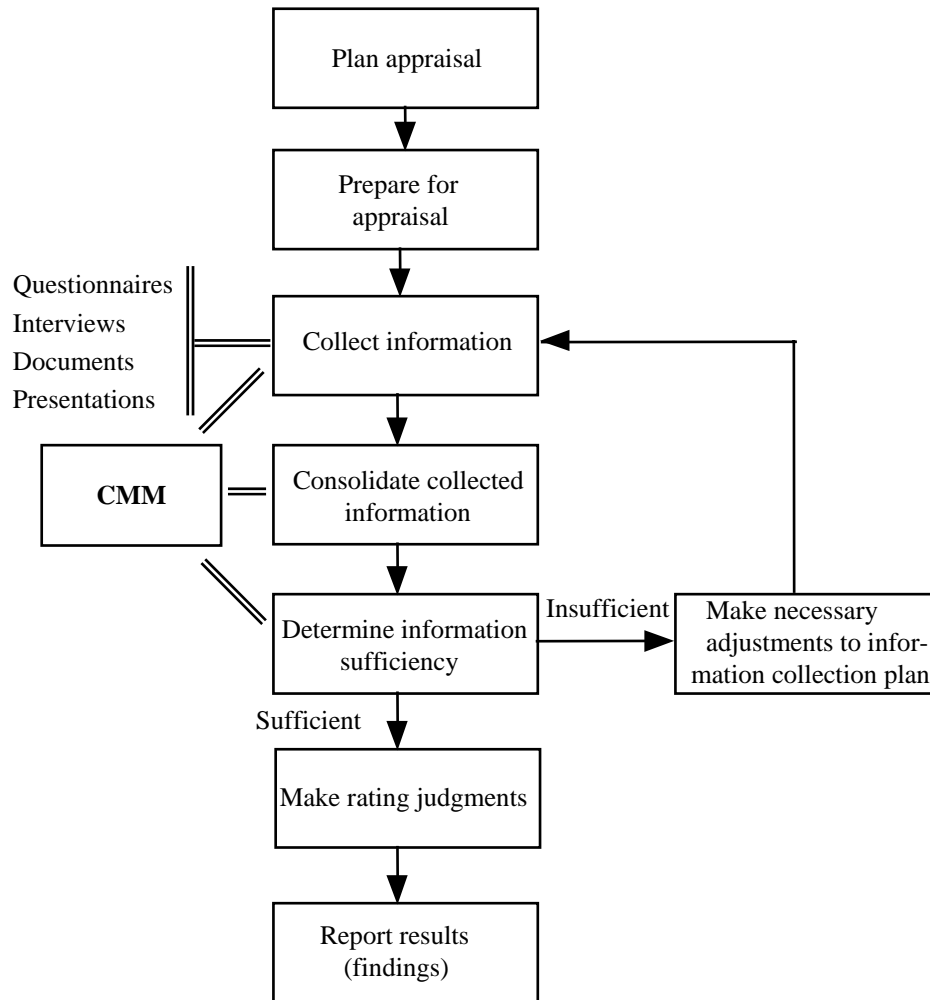 Plan appraisal
Prepare for
appraisal
Questionnaires
Interviews
Documents
Presentations
Collect information
CMM
Consolidate collected
information
Determine information
sufficiency
Insufficient
Make necessary
adjustments to infor-
mation collection plan
Sufficient
Make rating judgments
Report results
(findings)